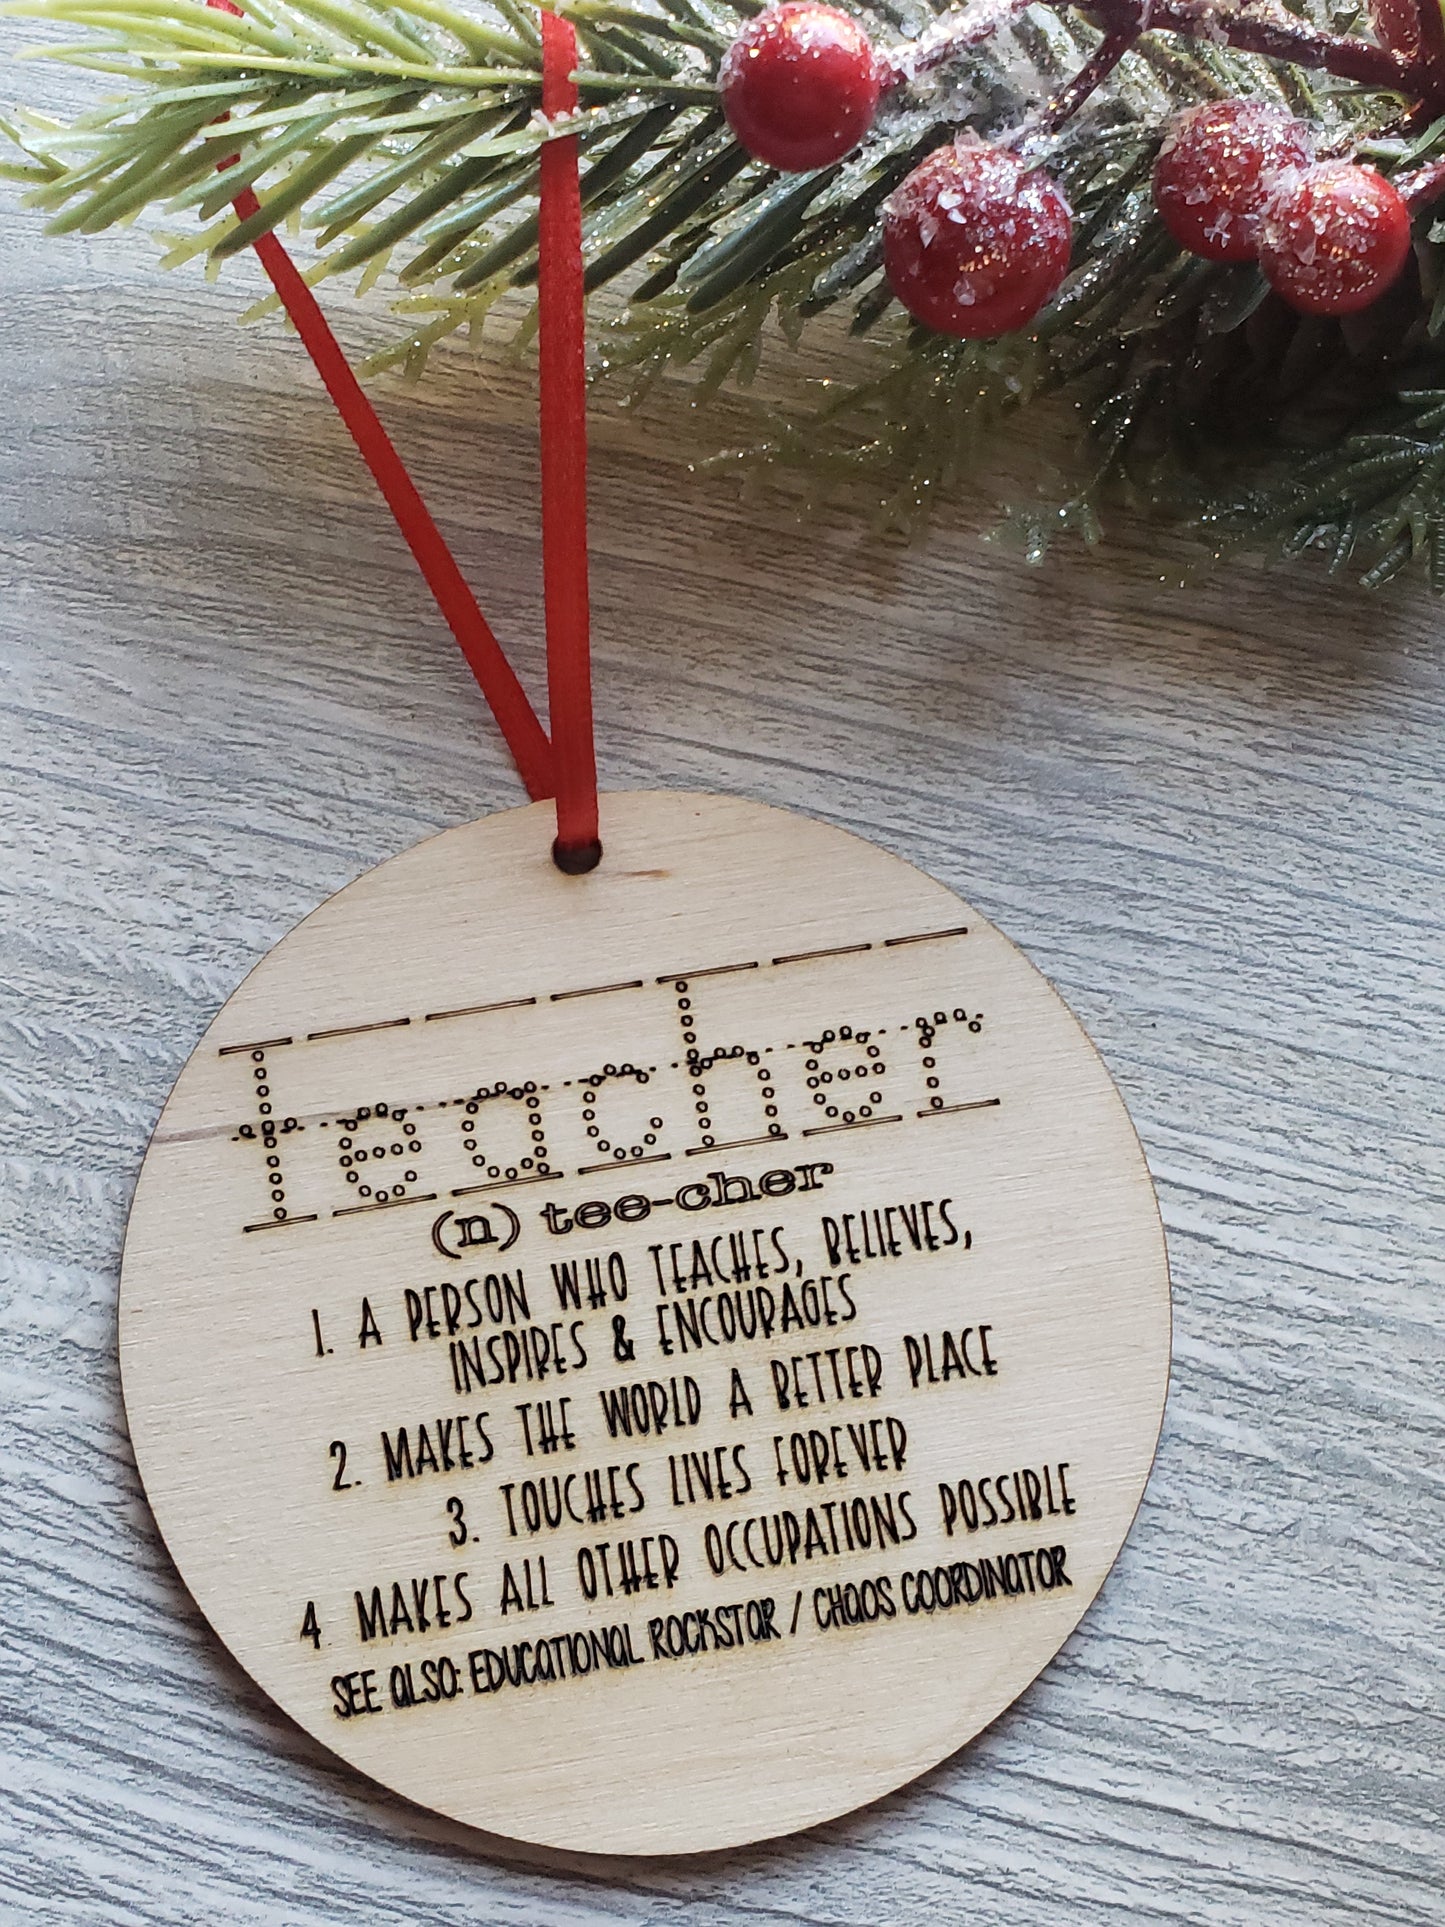 Teacher
(n) tee-cher
1. A PERSON WHO TEACHES, BELIEVES,
INSPIRES & ENCOURAGES
2. MAKES THE WORLD A BETTER PLACE
3. TOUCHES LIVES FOREVER
4. MAKES ALL OTHER OCCUPATIONS POSSIBLE
SEE ALSO: EDUCATIONAL ROCKSTAR / CHAOS COORDINATOR